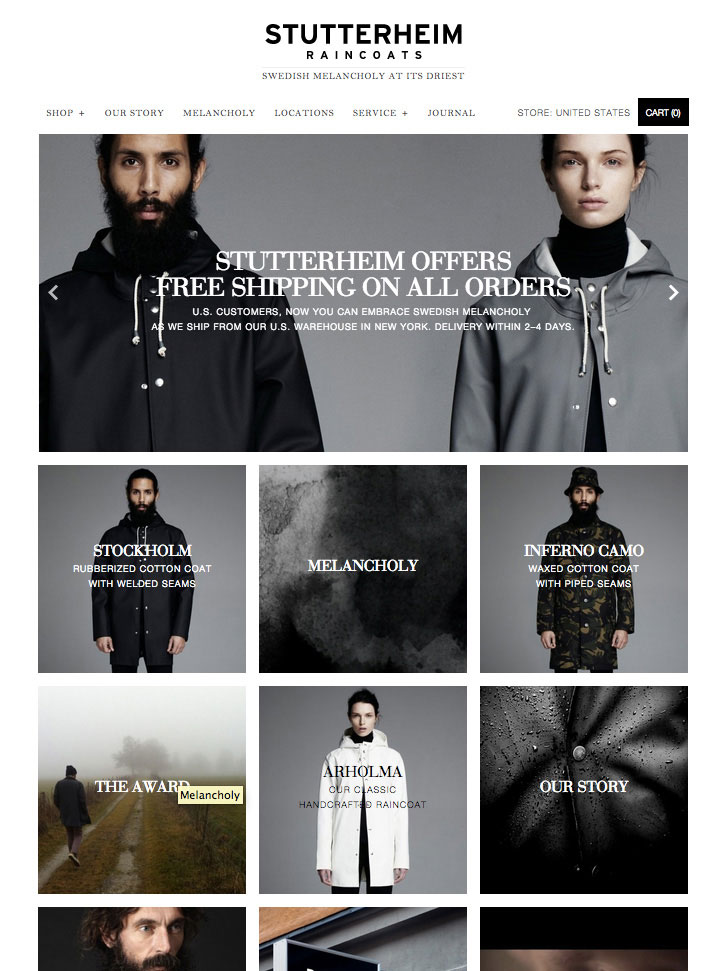 STUTTERHEIM
RAINCOATS
SWEDISH MELANCHOLY AT ITS DRIEST
SHOP + OUR STORY MELANCHOLY LOCATIONS SERVICE + JOURNAL STORE: UNITED STATES CART (0)
STUTTERHEIM OFFERS
FREE SHIPPING ON ALL ORDERS
U.S. CUSTOMERS, NOW YOU CAN EMBRACE SWEDISH MELANCHOLY
AS WE SHIP FROM OUR U.S. WAREHOUSE IN NEW YORK. DELIVERY WITHIN 2–4 DAYS.
STOCKHOLM
RUBBERIZED COTTON COAT
WITH WELDED SEAMS
MELANCHOLY
INFERNO CAMO
WAXED COTTON COAT
WITH PIPED SEAMS
THE AWARD
Melancholy
ARHOLMA
OUR CLASSIC
HANDCRAFTED RAINCOAT
OUR STORY